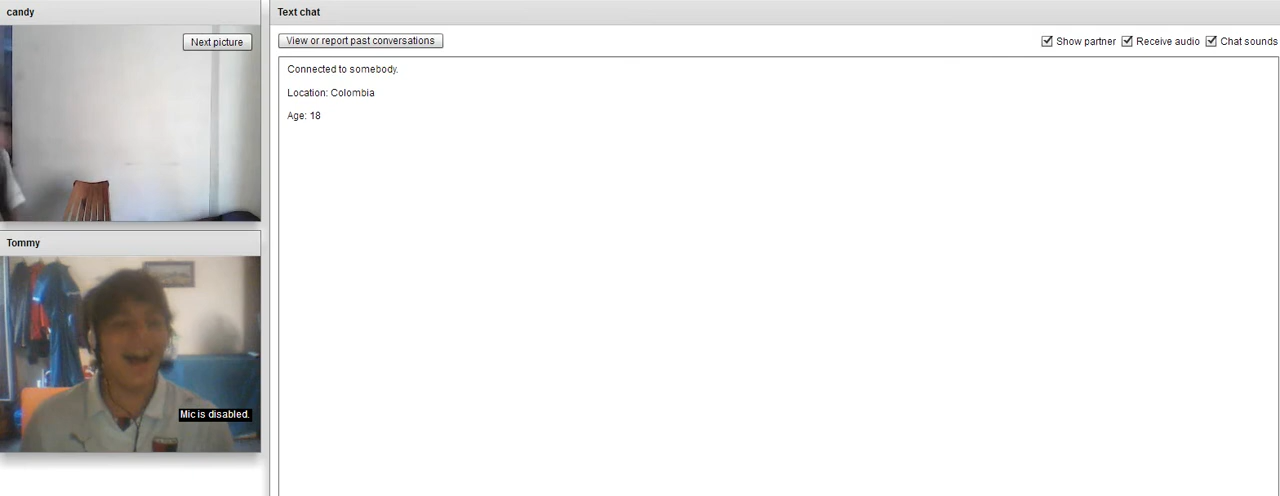 candy
Next picture
Tommy
Mic is disabled.
Text chat
View or report past conversations
Show partner
Receive audio
Chat sounds
Connected to somebody.
Location: Colombia
Age: 18